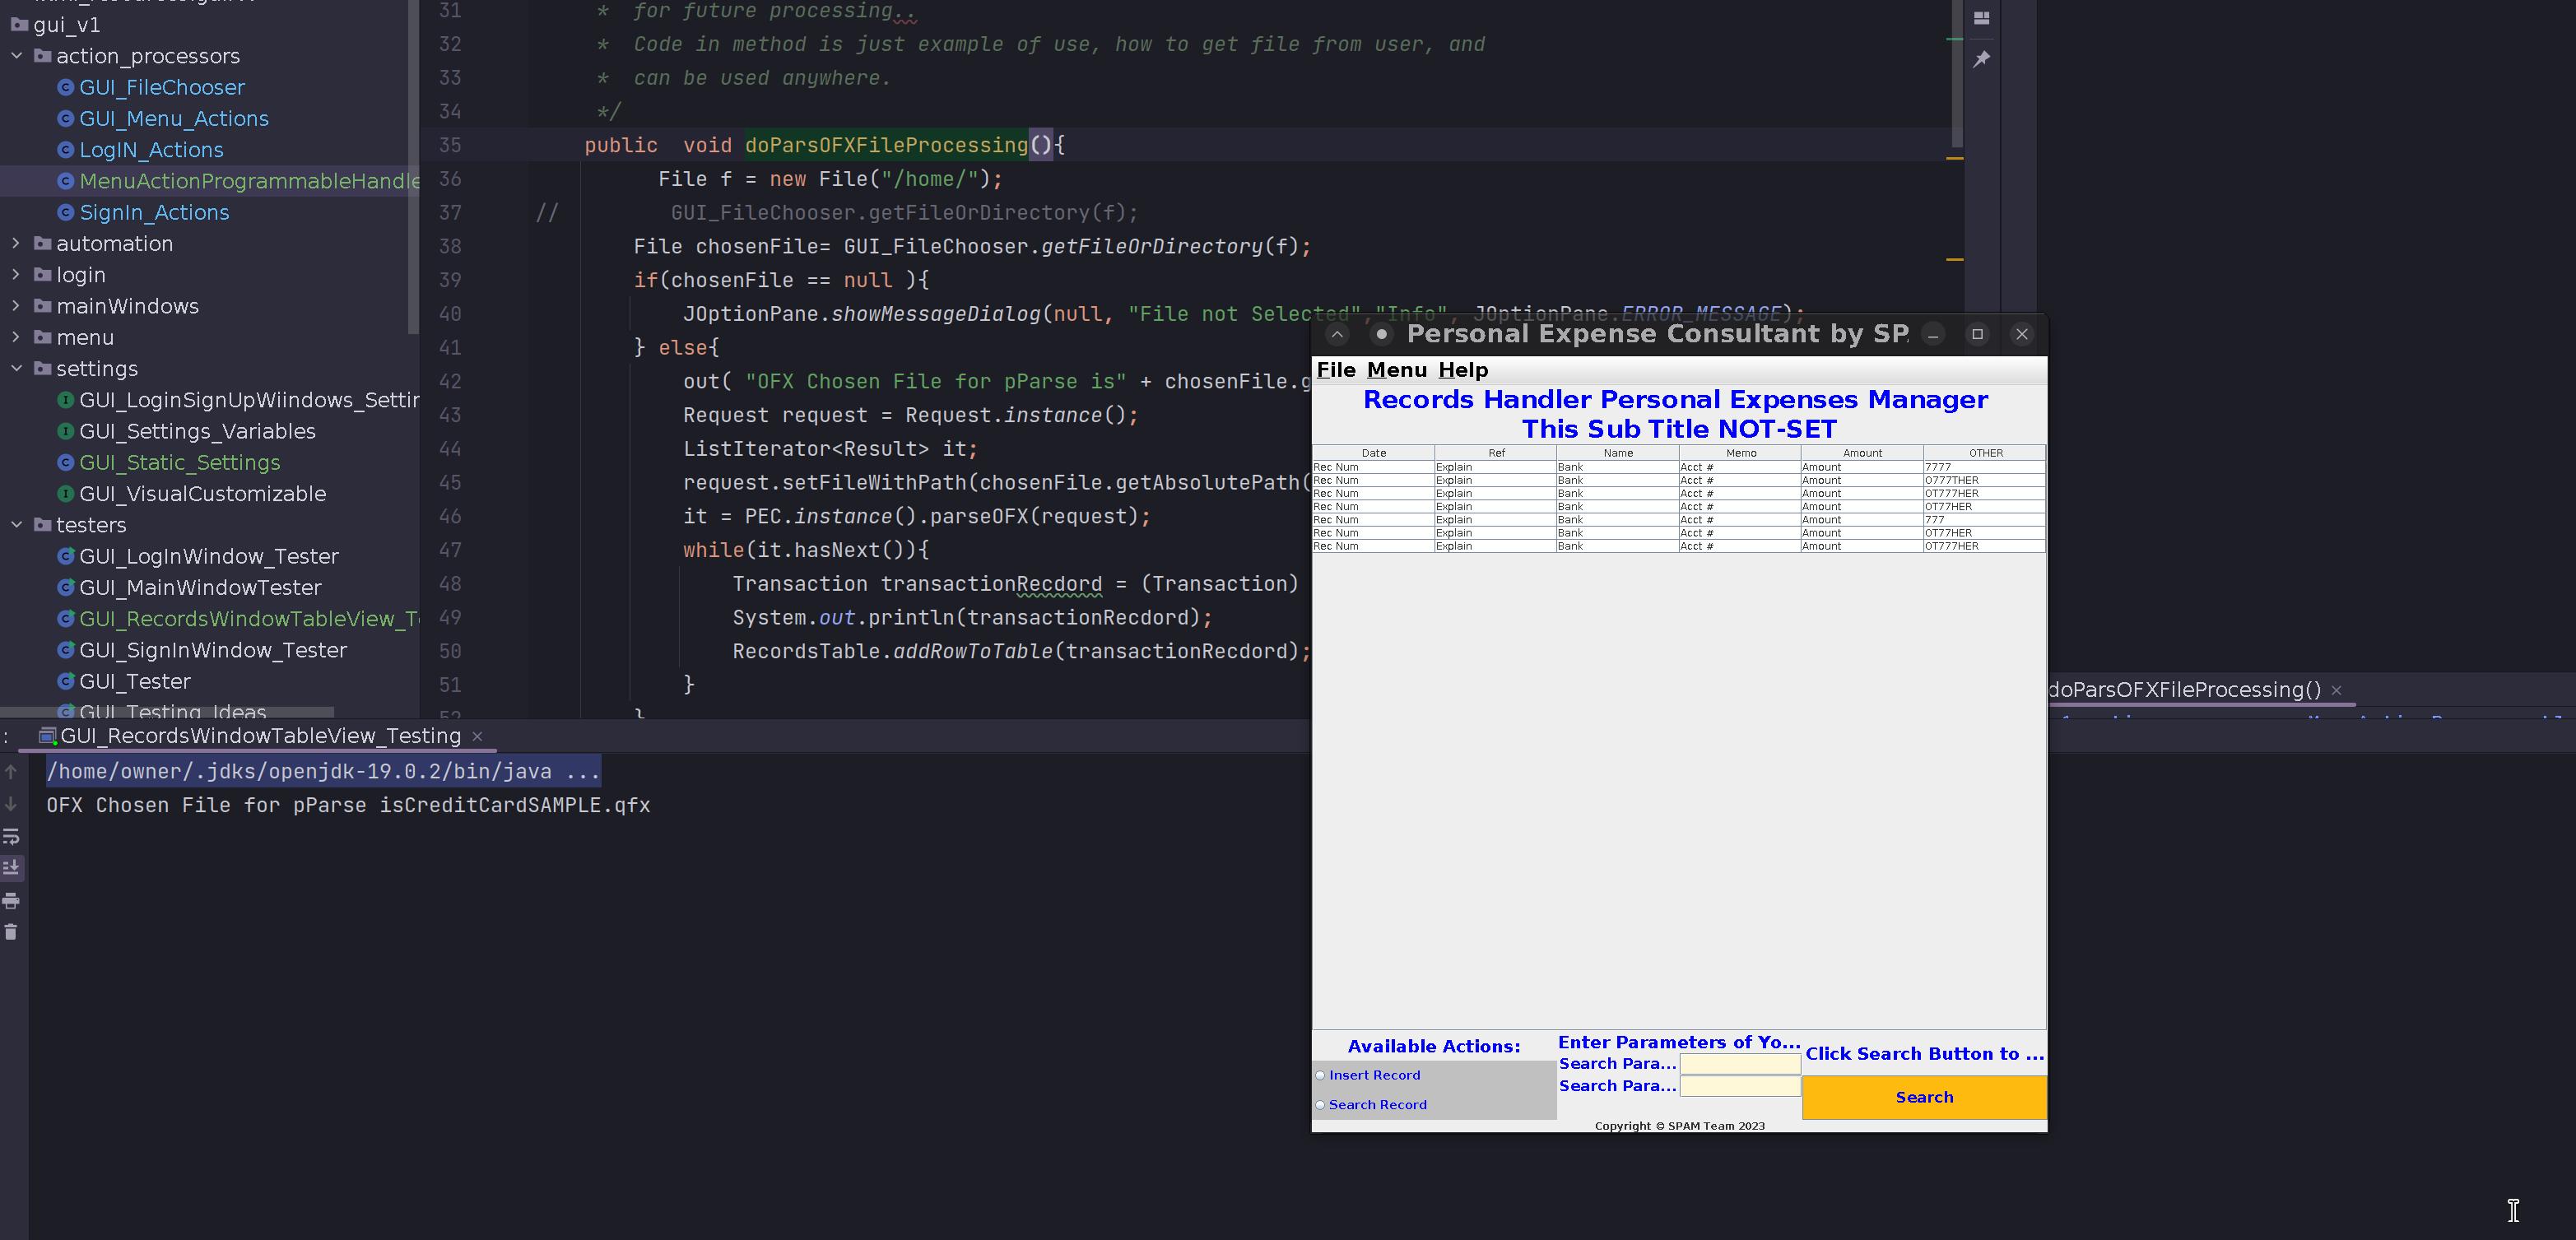 gui_v1
action_processors
GUI_FileChooser
GUI_Menu_Actions
LogIN_Actions
MenuActionProgrammableHandle
SignIn_Actions
automation
login
mainWindows
menu
settings
GUI_LoginSignUpWiindows_Settir
GUI_Settings_Variables
GUI_Static_Settings
GUI_VisualCustomizable
testers
GUI_LogInWindow_Tester
GUI_MainWindowTester
GUI_RecordsWindowTableView_T
GUI_SignInWindow_Tester
GUI_Tester
GUI_Testing_Ideas
31 * for future processing..
32 * Code in method is just example of use, how to get file from user, and
33 * can be used anywhere.
34 */
35 public void doParsOFXFileProcessing(){
36 File f = new File("/home/");
37 // GUI_FileChooser.getFileOrDirectory(f);
38 File chosenFile= GUI_FileChooser.getFileOrDirectory(f);
39 if(chosenFile == null ){
40 JOptionPane.showMessageDialog(null, "File not Selected","Info", JOptionPane.ERROR_MESSAGE);
41 } else{
42 out( "OFX Chosen File for pParse is" + chosenFile.g
43 Request request = Request.instance();
44 ListIterator<Result> it;
45 request.setFileWithPath(chosenFile.getAbsolutePath(
46 it = PEC.instance().parseOFX(request);
47 while(it.hasNext()){
48 Transaction transactionRecdord = (Transaction)
49 System.out.println(transactionRecdord);
50 RecordsTable.addRowToTable(transactionRecdord);
51 }
52 }
doParsOFXFileProcessing() ×
: GUI_RecordsWindowTableView_Testing ×
/home/owner/.jdks/openjdk-19.0.2/bin/java ...
OFX Chosen File for pParse isCreditCardSAMPLE.qfx
Personal Expense Consultant by SP
File Menu Help
Records Handler Personal Expenses Manager
This Sub Title NOT-SET
Date Ref Name Memo Amount OTHER
Rec Num Explain Bank Acct # Amount 7777
Rec Num Explain Bank Acct # Amount O777THER
Rec Num Explain Bank Acct # Amount OT777HER
Rec Num Explain Bank Acct # Amount OT77HER
Rec Num Explain Bank Acct # Amount 777
Rec Num Explain Bank Acct # Amount OT77HER
Rec Num Explain Bank Acct # Amount OT777HER
Available Actions:
Insert Record
Search Record
Enter Parameters of Yo...
Search Para...
Search Para...
Click Search Button to ...
Search
Copyright © SPAM Team 2023